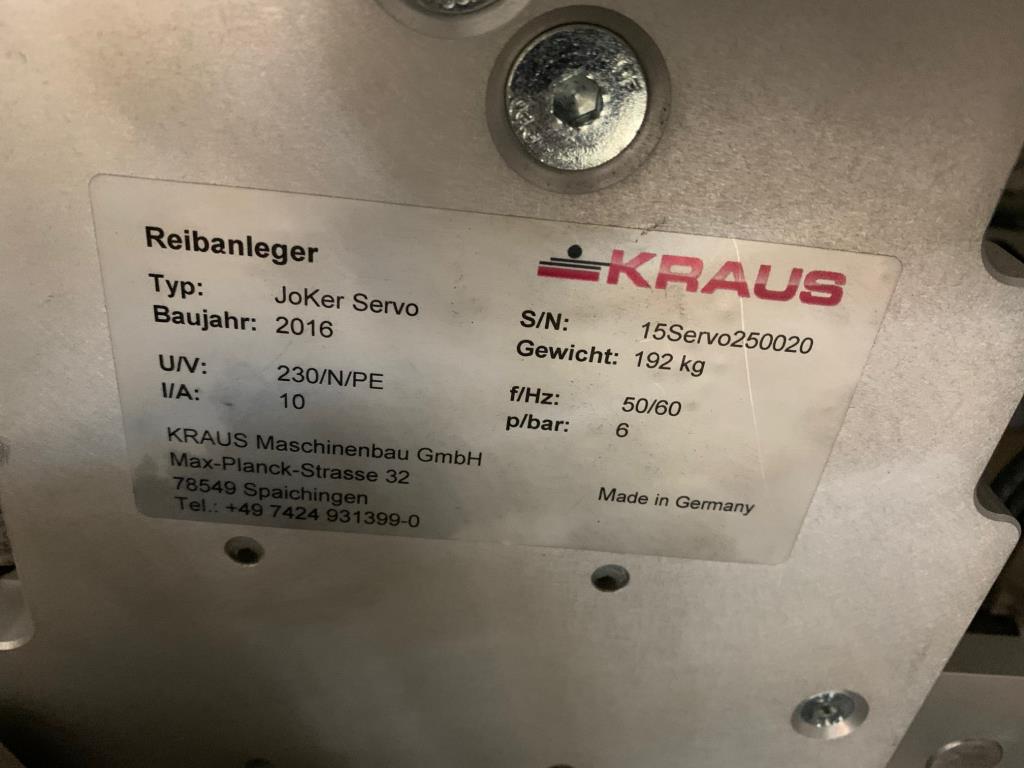 Reibanleger
KRAUS
Typ: JoKer Servo
Baujahr: 2016
S/N: 15Servo250020
Gewicht: 192 kg
U/V: 230/N/PE
I/A: 10
f/Hz: 50/60
p/bar: 6
KRAUS Maschinenbau GmbH
Max-Planck-Strasse 32
78549 Spaichingen
Tel.: +49 7424 931399-0
Made in Germany